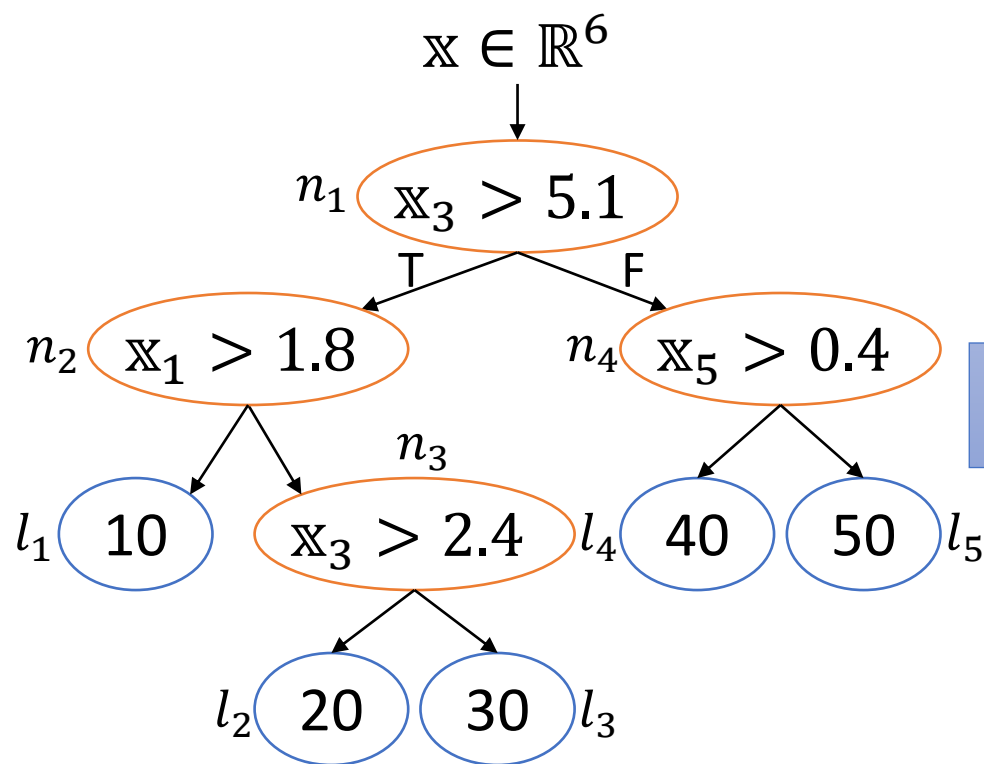 𝕩 ∈ ℝ⁶
n₁ 𝕩₃ > 5.1
T F
n₂ 𝕩₁ > 1.8 n₄ 𝕩₅ > 0.4
n₃
l₁ 10 𝕩₃ > 2.4 l₄ 40 50 l₅
l₂ 20 30 l₃